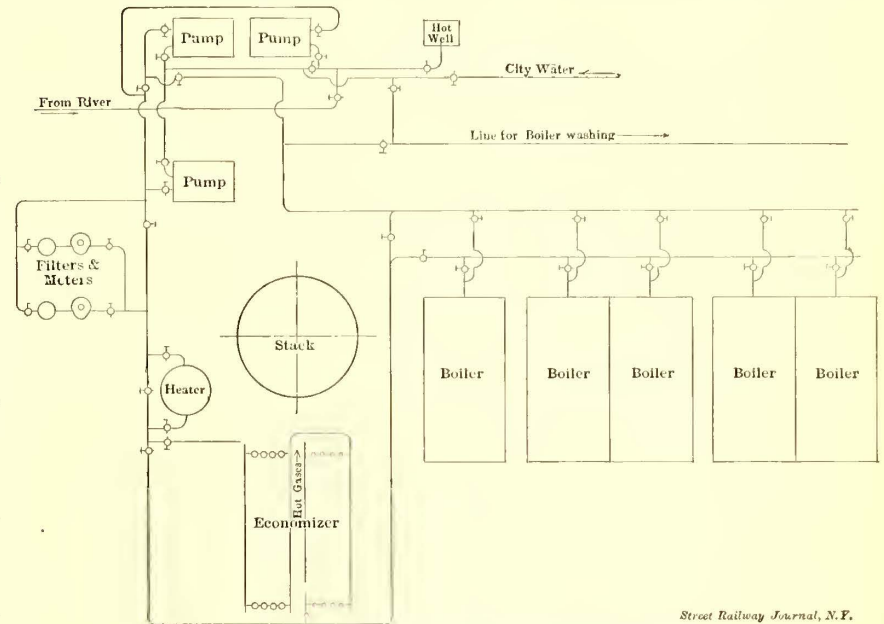 Pump
Pump
Hot
Well
City Water
From River
Line for Boiler washing
Pump
Filters &
Meters
Stack
Heater
Boiler
Boiler
Boiler
Boiler
Boiler
Hot Gases
Economizer
Street Railway Journal, N.Y.